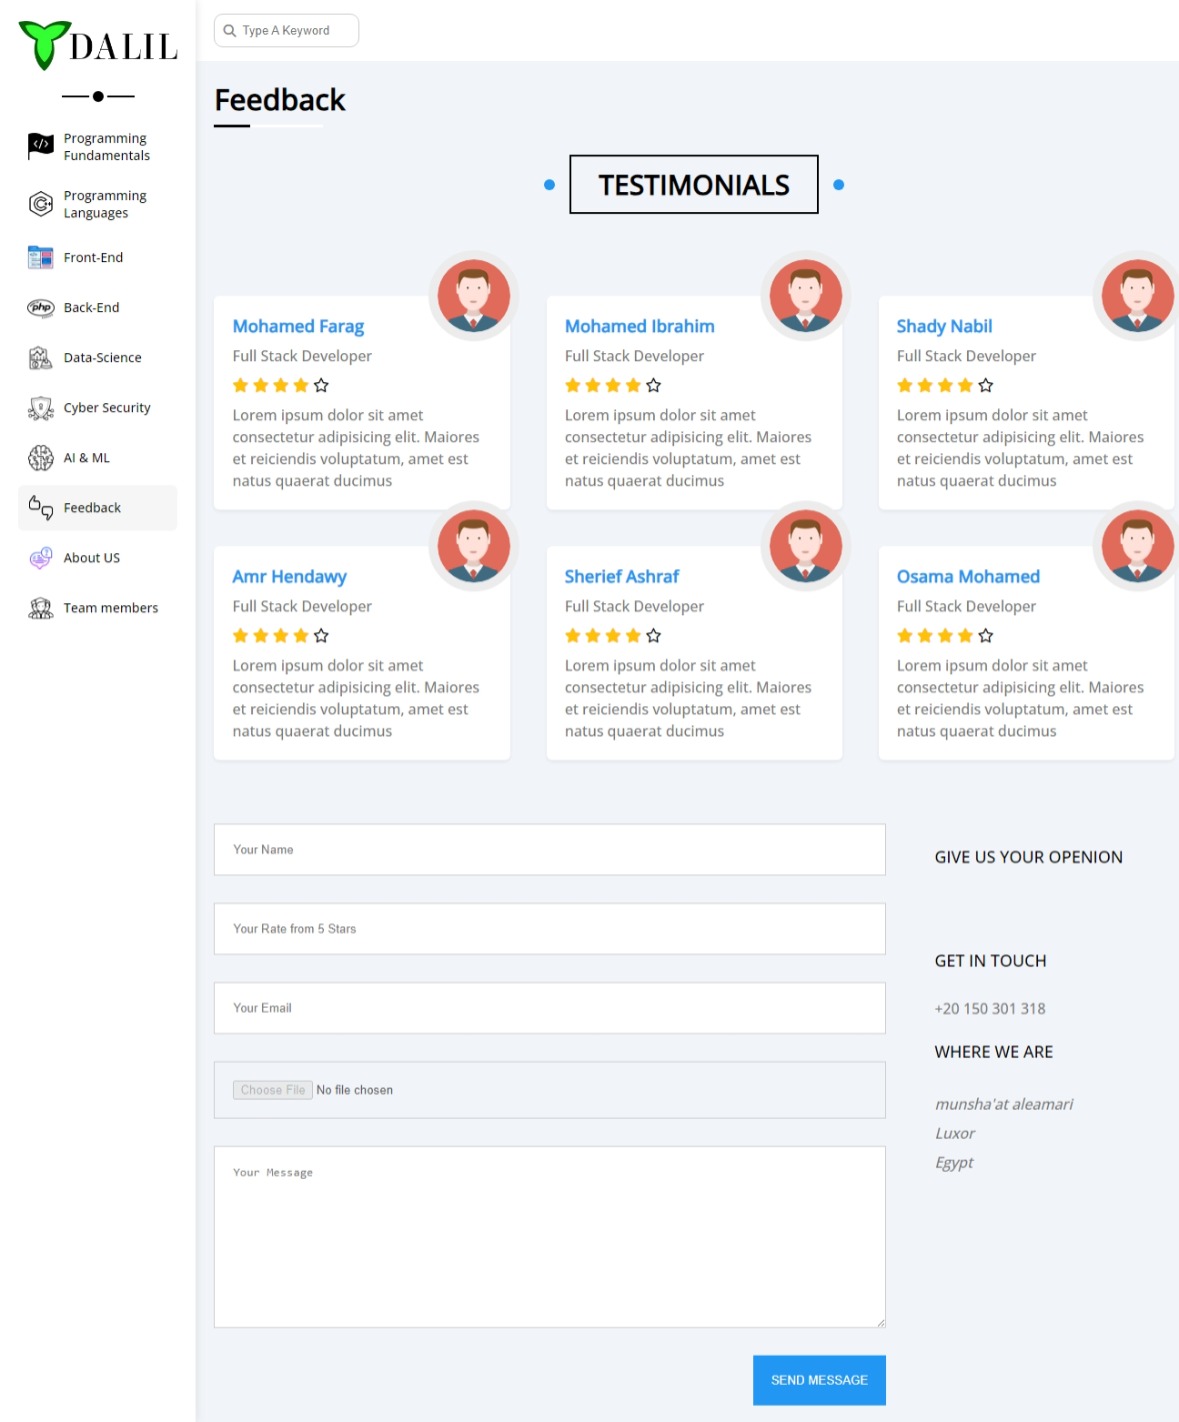 DALIL
Programming
Fundamentals
Programming
Languages
Front-End
php
Back-End
Data-Science
Cyber Security
AI & ML
Feedback
About US
Team members
Type A Keyword
Feedback
TESTIMONIALS
Mohamed Farag
Full Stack Developer
Lorem ipsum dolor sit amet
consectetur adipisicing elit. Maiores
et reiciendis voluptatum, amet est
natus quaerat ducimus
Mohamed Ibrahim
Full Stack Developer
Lorem ipsum dolor sit amet
consectetur adipisicing elit. Maiores
et reiciendis voluptatum, amet est
natus quaerat ducimus
Shady Nabil
Full Stack Developer
Lorem ipsum dolor sit amet
consectetur adipisicing elit. Maiores
et reiciendis voluptatum, amet est
natus quaerat ducimus
Amr Hendawy
Full Stack Developer
Lorem ipsum dolor sit amet
consectetur adipisicing elit. Maiores
et reiciendis voluptatum, amet est
natus quaerat ducimus
Sherief Ashraf
Full Stack Developer
Lorem ipsum dolor sit amet
consectetur adipisicing elit. Maiores
et reiciendis voluptatum, amet est
natus quaerat ducimus
Osama Mohamed
Full Stack Developer
Lorem ipsum dolor sit amet
consectetur adipisicing elit. Maiores
et reiciendis voluptatum, amet est
natus quaerat ducimus
Your Name
Your Rate from 5 Stars
Your Email
Choose File No file chosen
Your Message
SEND MESSAGE
GIVE US YOUR OPENION
GET IN TOUCH
+20 150 301 318
WHERE WE ARE
munsha'at aleamari
Luxor
Egypt